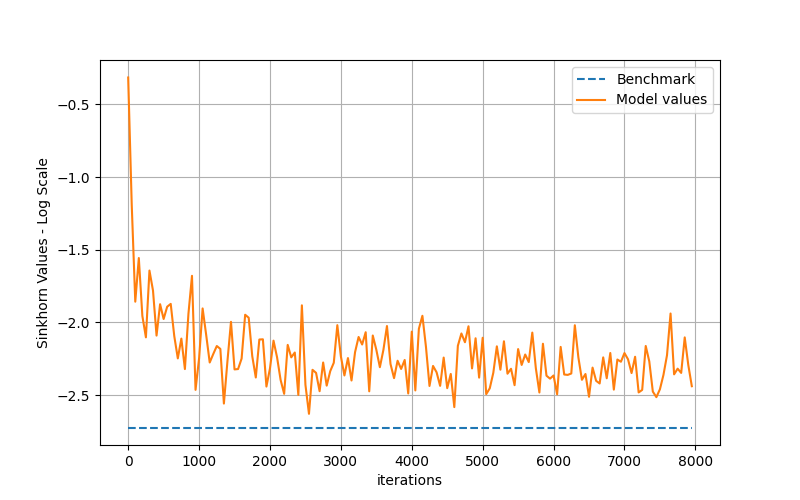 Benchmark
Model values
Sinkhorn Values - Log Scale
−0.5
−1.0
−1.5
−2.0
−2.5
0 1000 2000 3000 4000 5000 6000 7000 8000
iterations